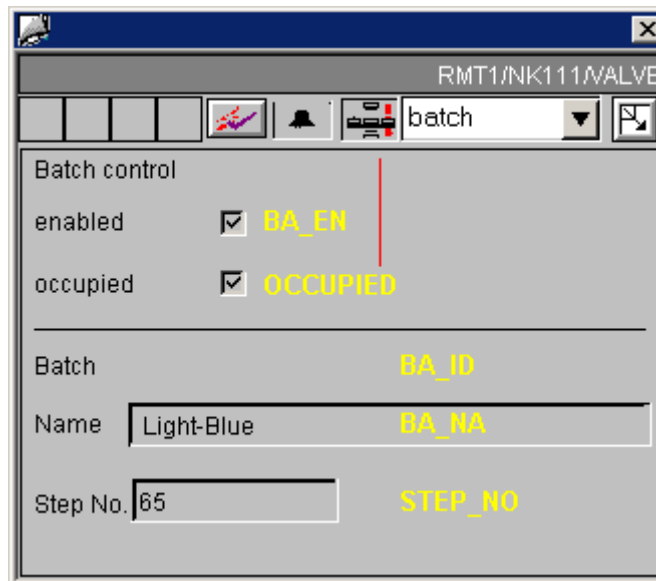 RMT1/NK111/VALVE
batch
Batch control
enabled BA_EN
occupied OCCUPIED
Batch BA_ID
Name Light-Blue BA_NA
Step No. 65 STEP_NO